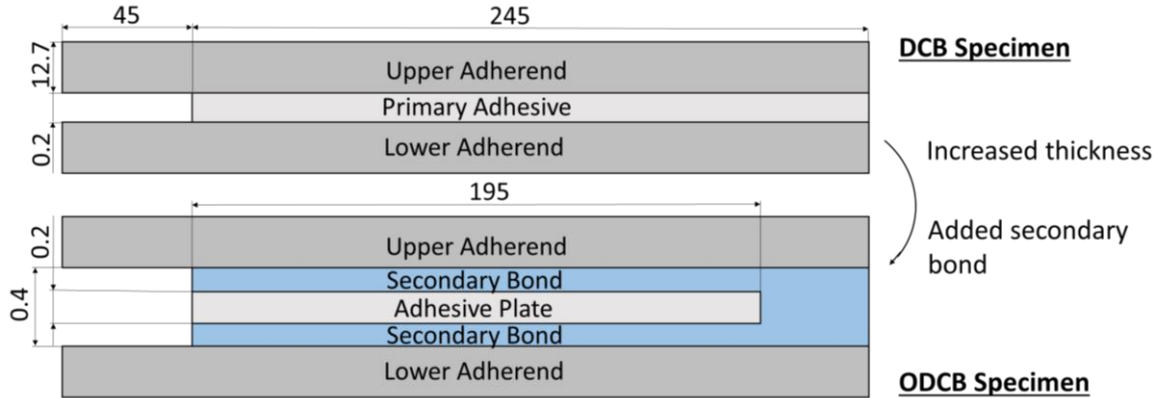 45
245
DCB Specimen
12.7
Upper Adherend
Primary Adhesive
0.2
Lower Adherend
Increased thickness
195
0.2
Upper Adherend
Added secondary
bond
Secondary Bond
0.4
Adhesive Plate
Secondary Bond
Lower Adherend
ODCB Specimen